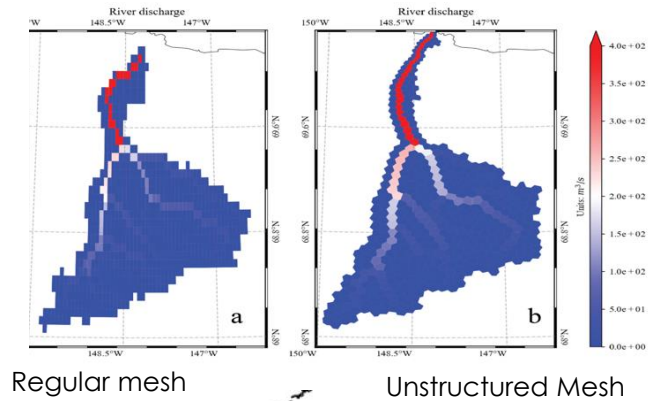 River discharge
River discharge
148.5°W
147°W
150°W
148.5°W
147°W
69.6°N
68.8°N
68°N
a
148.5°W
147°W
69.6°N
68.8°N
68°N
b
150°W
148.5°W
147°W
4.0e + 02
3.5e + 02
3.0e + 02
2.5e + 02
2.0e + 02
1.5e + 02
1.0e + 02
5.0e + 01
0.0e + 00
Units: m³/s
Regular mesh
Unstructured Mesh